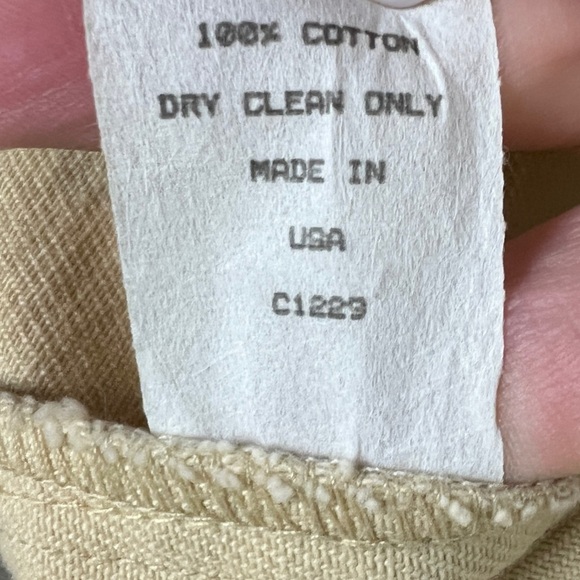 100% COTTON
DRY CLEAN ONLY
MADE IN
USA
C1229